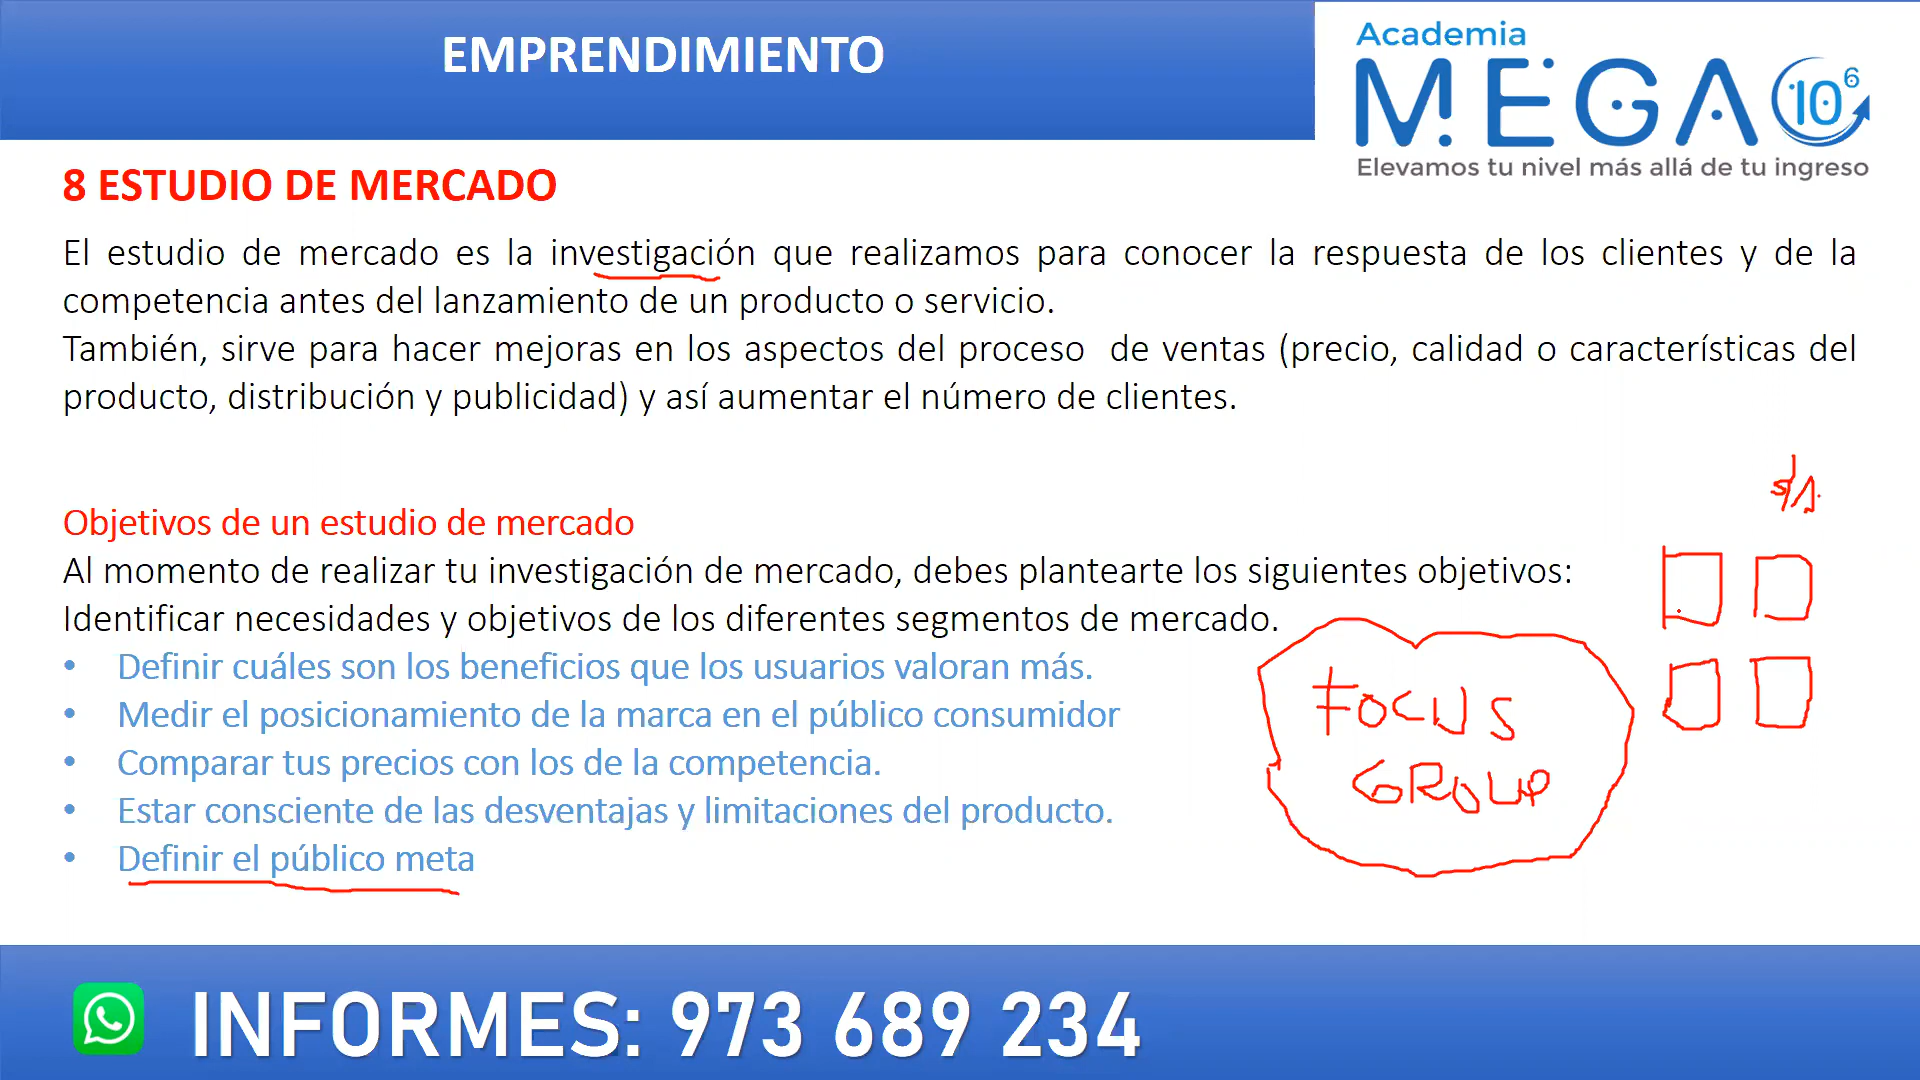 EMPRENDIMIENTO
Academia
MEGA 10 6
Elevamos tu nivel más allá de tu ingreso
8 ESTUDIO DE MERCADO
El estudio de mercado es la investigación que realizamos para conocer la respuesta de los clientes y de la
competencia antes del lanzamiento de un producto o servicio.
También, sirve para hacer mejoras en los aspectos del proceso de ventas (precio, calidad o características del
producto, distribución y publicidad) y así aumentar el número de clientes.
Objetivos de un estudio de mercado
Al momento de realizar tu investigación de mercado, debes plantearte los siguientes objetivos:
Identificar necesidades y objetivos de los diferentes segmentos de mercado.
• Definir cuáles son los beneficios que los usuarios valoran más.
• Medir el posicionamiento de la marca en el público consumidor
• Comparar tus precios con los de la competencia.
• Estar consciente de las desventajas y limitaciones del producto.
• Definir el público meta
FOCUS
GROUP
INFORMES: 973 689 234